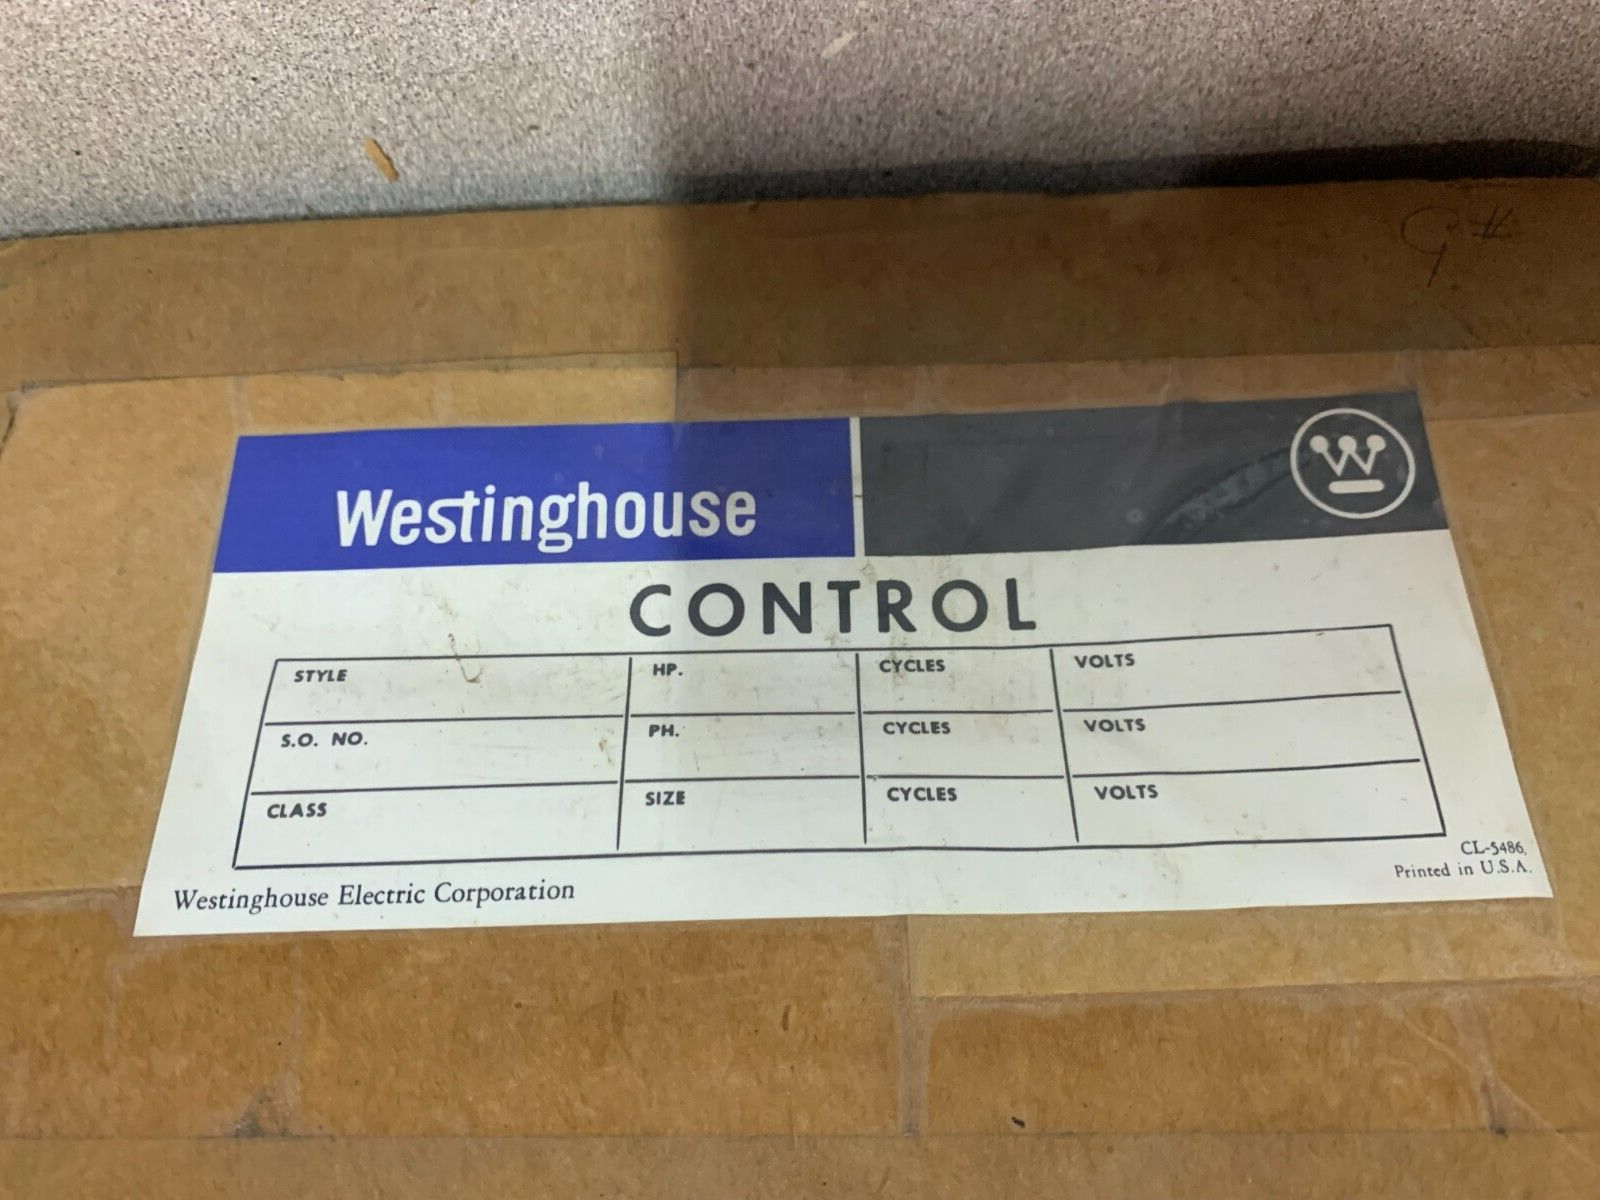 Westinghouse
W
CONTROL
STYLE HP. CYCLES VOLTS
S.O. NO. PH. CYCLES VOLTS
CLASS SIZE CYCLES VOLTS
CL-5486
Westinghouse Electric Corporation Printed in U.S.A.